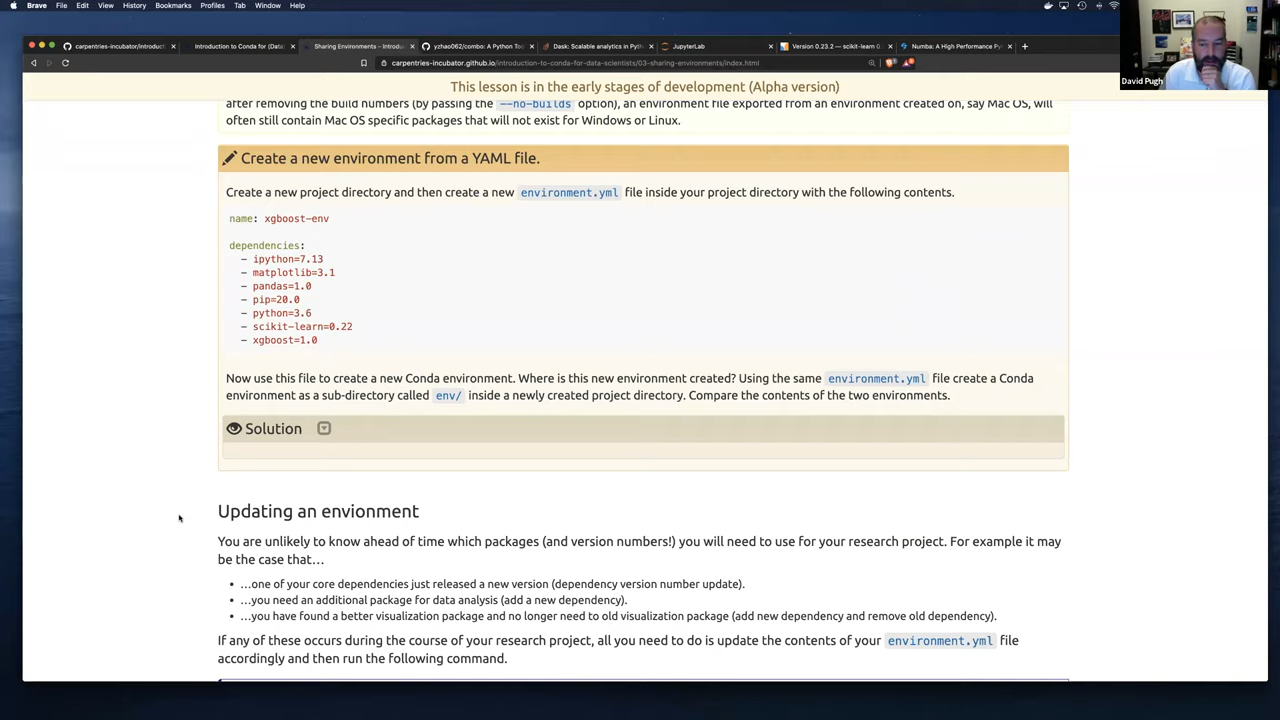 Brave File Edit View History Bookmarks Profiles Tab Window Help
carpentries-incubator/introduct
Introduction to Conda for (Data
Sharing Environments – Introdu
yzhao062/combo: A Python Too
Dask: Scalable analytics in Pyth
JupyterLab
Version 0.23.2 — scikit-learn 0.
Numba: A High Performance Py
carpentries-incubator.github.io/introduction-to-conda-for-data-scientists/03-sharing-environments/index.html
David Pugh
This lesson is in the early stages of development (Alpha version)
after removing the build numbers (by passing the --no-builds option), an environment file exported from an environment created on, say Mac OS, will
often still contain Mac OS specific packages that will not exist for Windows or Linux.
Create a new environment from a YAML file.
Create a new project directory and then create a new environment.yml file inside your project directory with the following contents.
name: xgboost-env
dependencies:
- ipython=7.13
- matplotlib=3.1
- pandas=1.0
- pip=20.0
- python=3.6
- scikit-learn=0.22
- xgboost=1.0
Now use this file to create a new Conda environment. Where is this new environment created? Using the same environment.yml file create a Conda
environment as a sub-directory called env/ inside a newly created project directory. Compare the contents of the two environments.
Solution
Updating an envionment
You are unlikely to know ahead of time which packages (and version numbers!) you will need to use for your research project. For example it may
be the case that…
• …one of your core dependencies just released a new version (dependency version number update).
• …you need an additional package for data analysis (add a new dependency).
• …you have found a better visualization package and no longer need to old visualization package (add new dependency and remove old dependency).
If any of these occurs during the course of your research project, all you need to do is update the contents of your environment.yml file
accordingly and then run the following command.